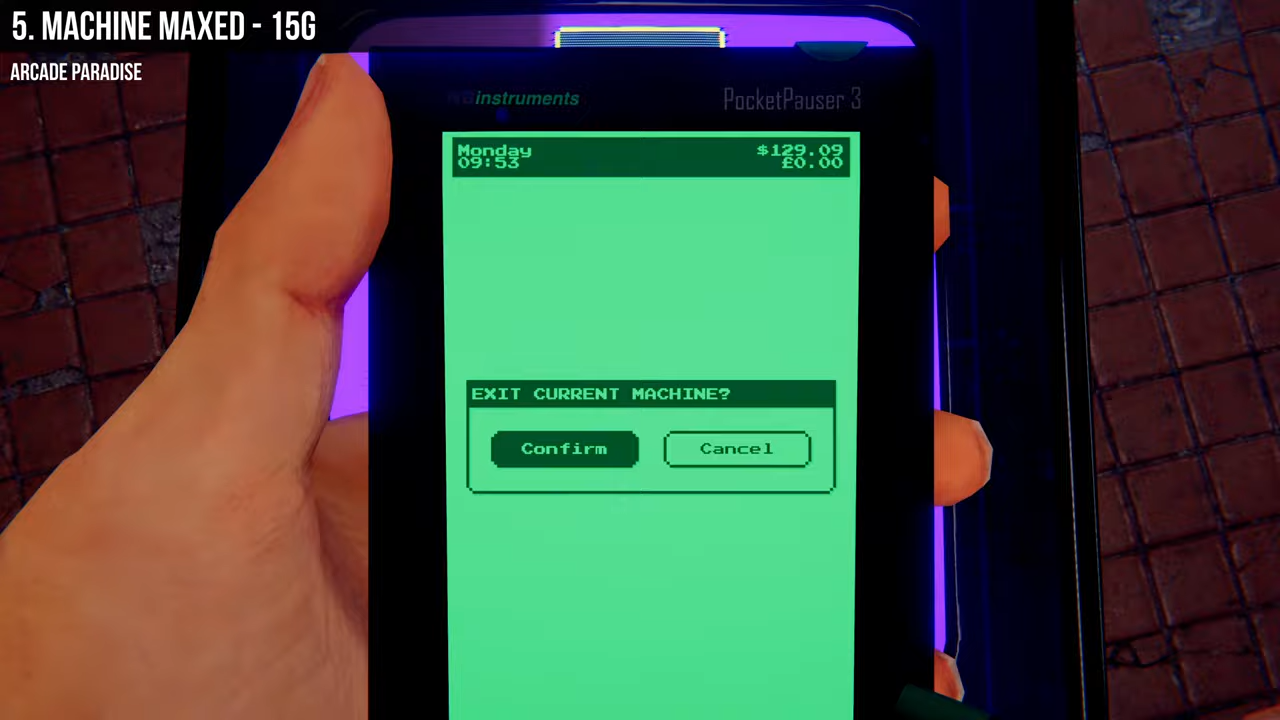 5. MACHINE MAXED - 15G
ARCADE PARADISE
instruments
PocketPauser 3
Monday
$129.09
09:53
£0.00
EXIT CURRENT MACHINE?
Confirm
Cancel